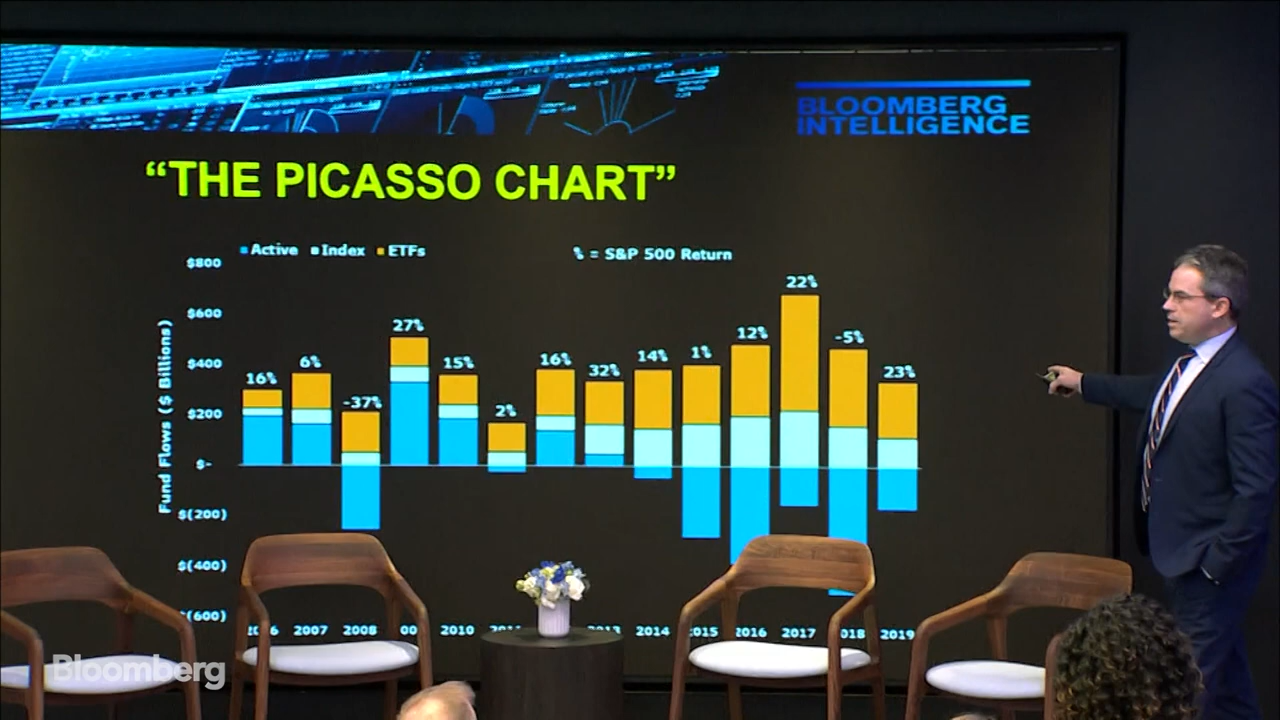 BLOOMBERG
INTELLIGENCE
“THE PICASSO CHART”
Active Index ETFs
% = S&P 500 Return
$800
$600
$400
$200
$-
$(200)
$(400)
Fund Flows ($ Billions)
16% 6% -37% 27% 15% 2% 16% 32% 14% 1% 12% 22% -5% 23%
2007 2008 2010 2014 2016 2017 2019
Bloomberg